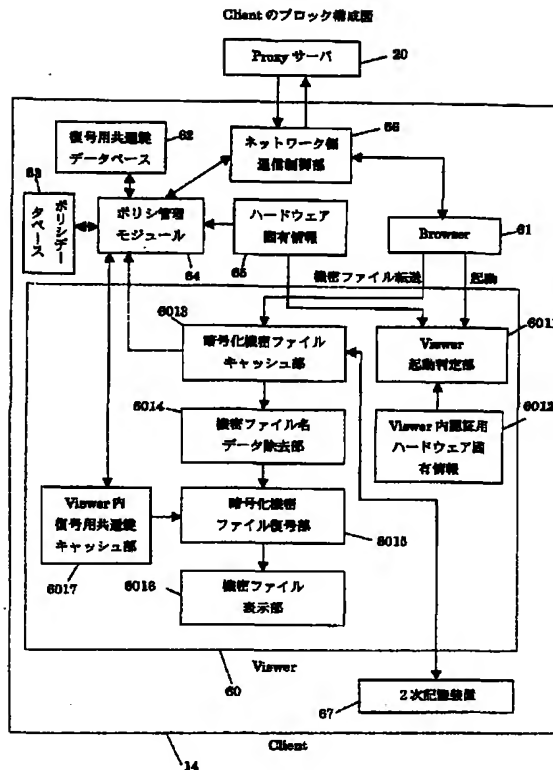 Clientのブロック構成図
Proxy サーバ
20
復号用共通鍵
データベース
62
ネットワーク側
通信制御部
66
63
ポリシデー
タベース
ポリシ管理
モジュール
64
ハードウェア
固有情報
65
Browser
61
機密ファイル転送
起動
6013
暗号化機密ファイル
キャッシュ部
Viewer
起動判定部
6011
6014
機密ファイル名
データ除去部
Viewer 内認証用
ハードウェア固
有情報
6012
Viewer 内
復号用共通鍵
キャッシュ部
6017
暗号化機密
ファイル復号部
6015
6016
機密ファイル
表示部
60
Viewer
2次記憶装置
67
Client
14